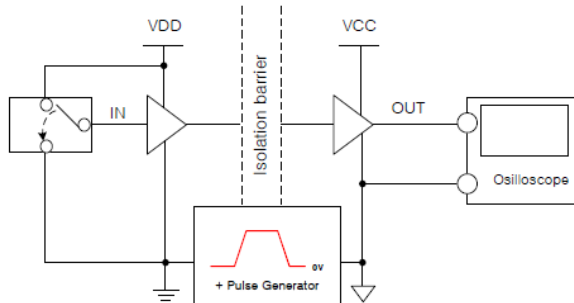 VDD
VCC
IN
Isolation barrier
OUT
Osilloscope
0V
+ Pulse Generator